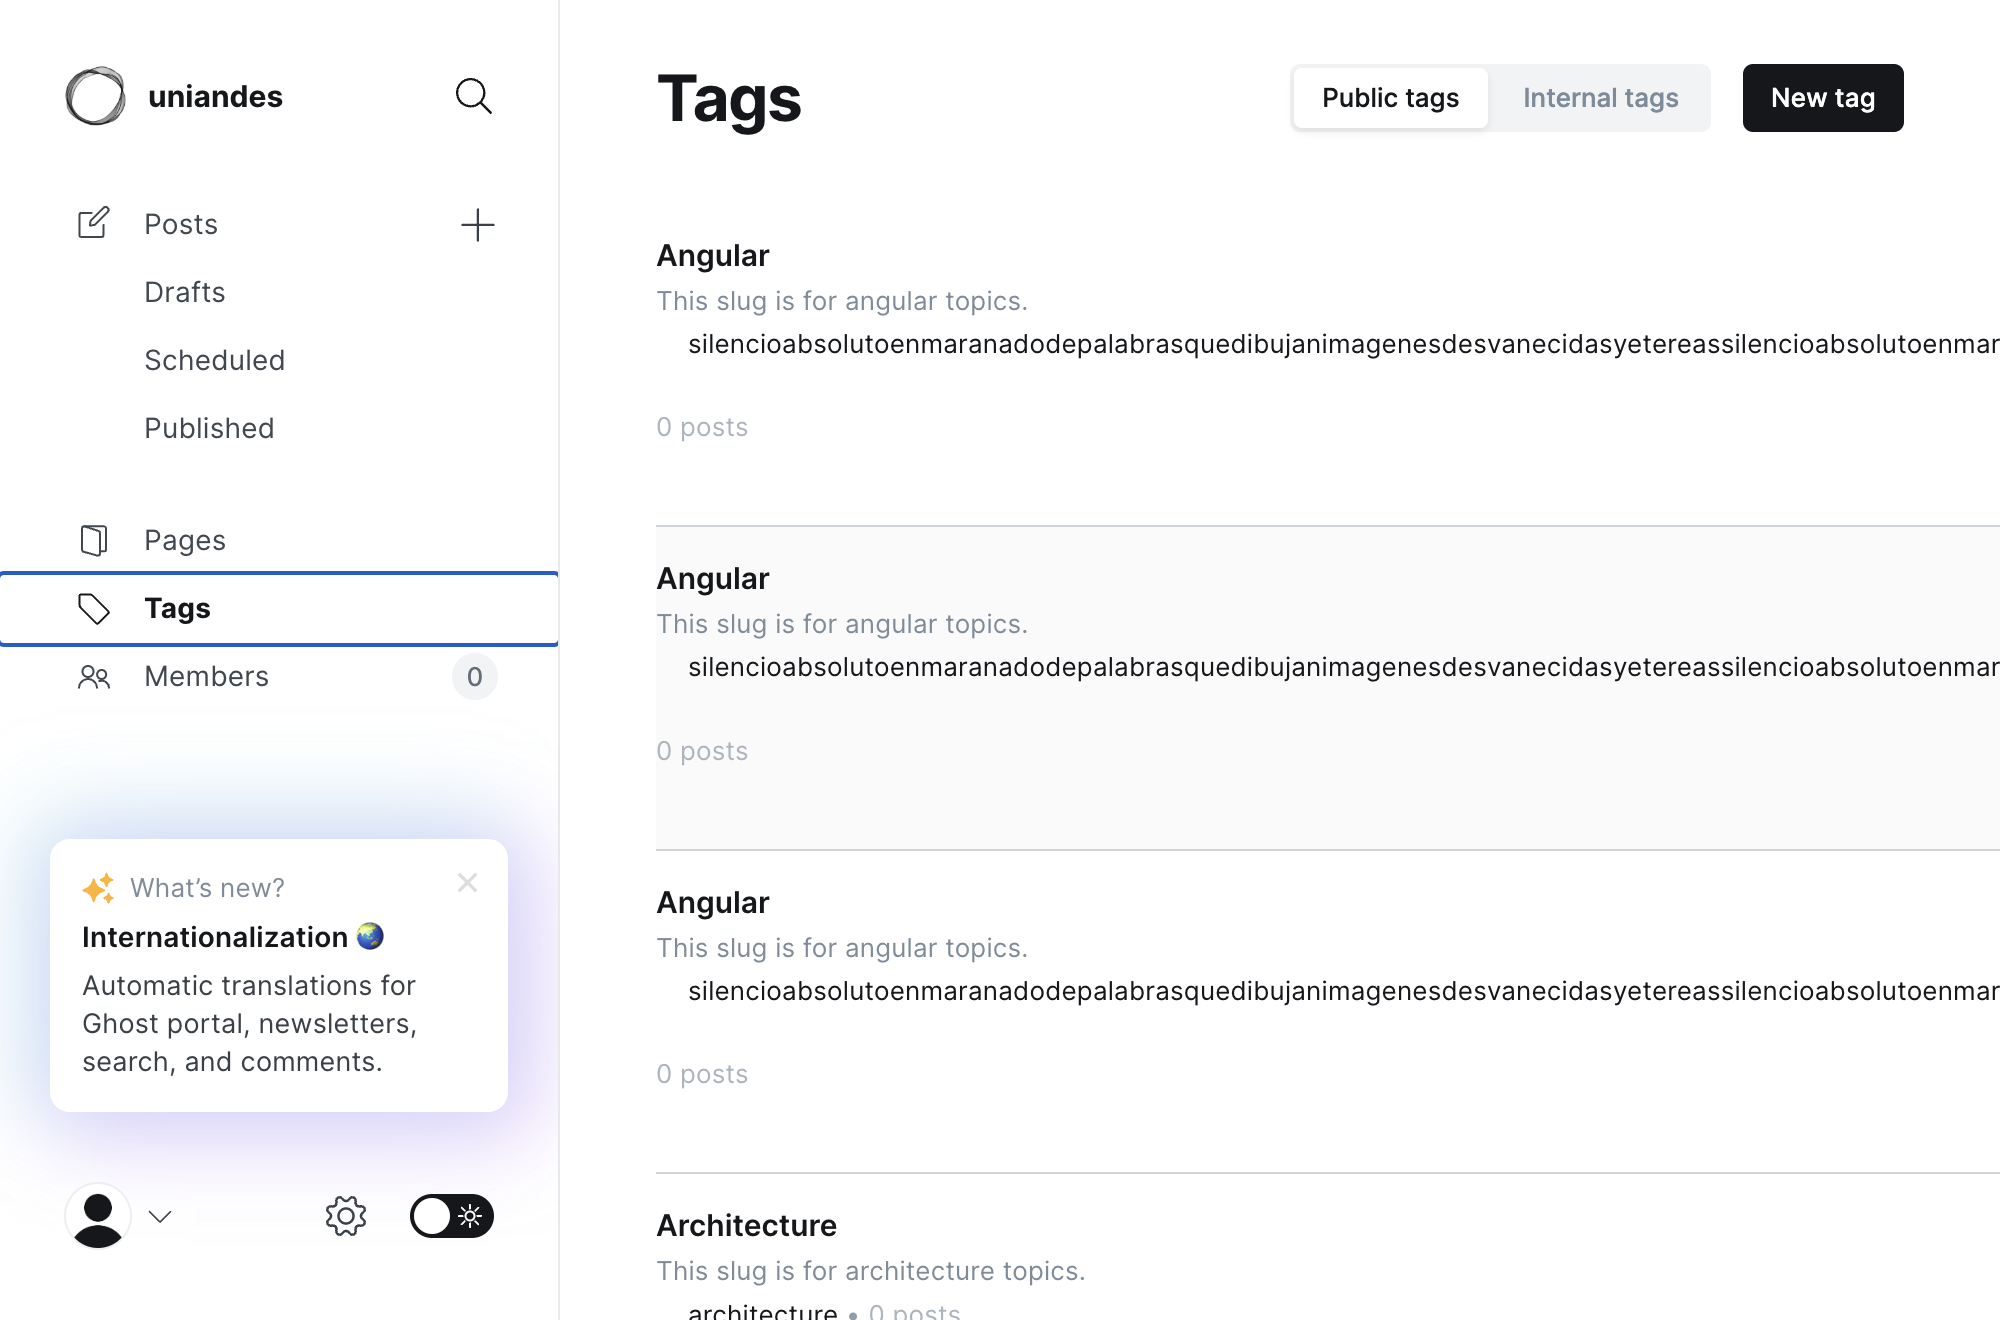 uniandes
Posts
Drafts
Scheduled
Published
Pages
Tags
Members 0
What's new?
Internationalization
Automatic translations for
Ghost portal, newsletters,
search, and comments.
Tags
Public tags Internal tags New tag
Angular
This slug is for angular topics.
silencioabsolutoenmaranadodepalabrasquedibujanimagenesdesvanecidasyetereassilencioabsolutoenmar
0 posts
Angular
This slug is for angular topics.
silencioabsolutoenmaranadodepalabrasquedibujanimagenesdesvanecidasyetereassilencioabsolutoenmar
0 posts
Angular
This slug is for angular topics.
silencioabsolutoenmaranadodepalabrasquedibujanimagenesdesvanecidasyetereassilencioabsolutoenmar
0 posts
Architecture
This slug is for architecture topics.
architecture • 0 posts